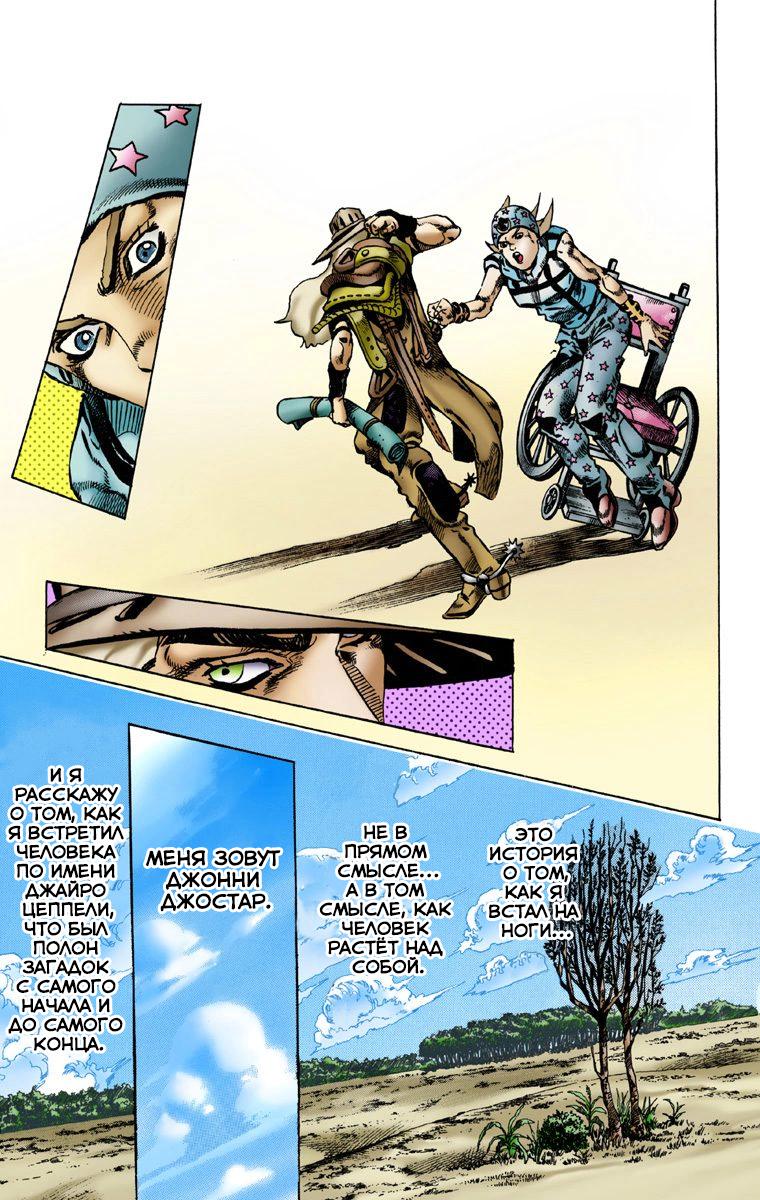 ЭТО
ИСТОРИЯ
О ТОМ,
КАК Я
ВСТАЛ НА
НОГИ...
НЕ В
ПРЯМОМ
СМЫСЛЕ...
А В ТОМ
СМЫСЛЕ, КАК
ЧЕЛОВЕК
РАСТЁТ НАД
СОБОЙ.
МЕНЯ ЗОВУТ
ДЖОННИ
ДЖОСТАР.
И Я
РАССКАЖУ
О ТОМ, КАК
Я ВСТРЕТИЛ
ЧЕЛОВЕКА
ПО ИМЕНИ
ДЖАЙРО
ЦЕППЕЛИ,
ЧТО БЫЛ
ПОЛОН
ЗАГАДОК
С САМОГО
НАЧАЛА И
ДО САМОГО
КОНЦА.